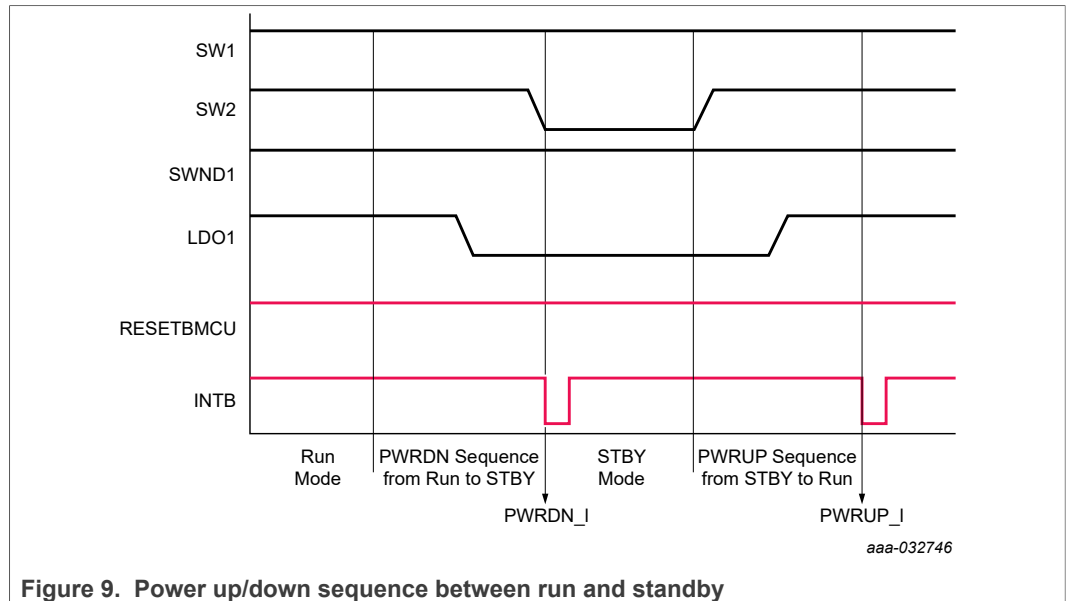 SW1
SW2
SWND1
LDO1
RESETBMCU
INTB
Run
Mode
PWRDN Sequence
from Run to STBY
STBY
Mode
PWRUP Sequence
from STBY to Run
PWRDN_I
PWRUP_I
aaa-032746
Figure 9. Power up/down sequence between run and standby